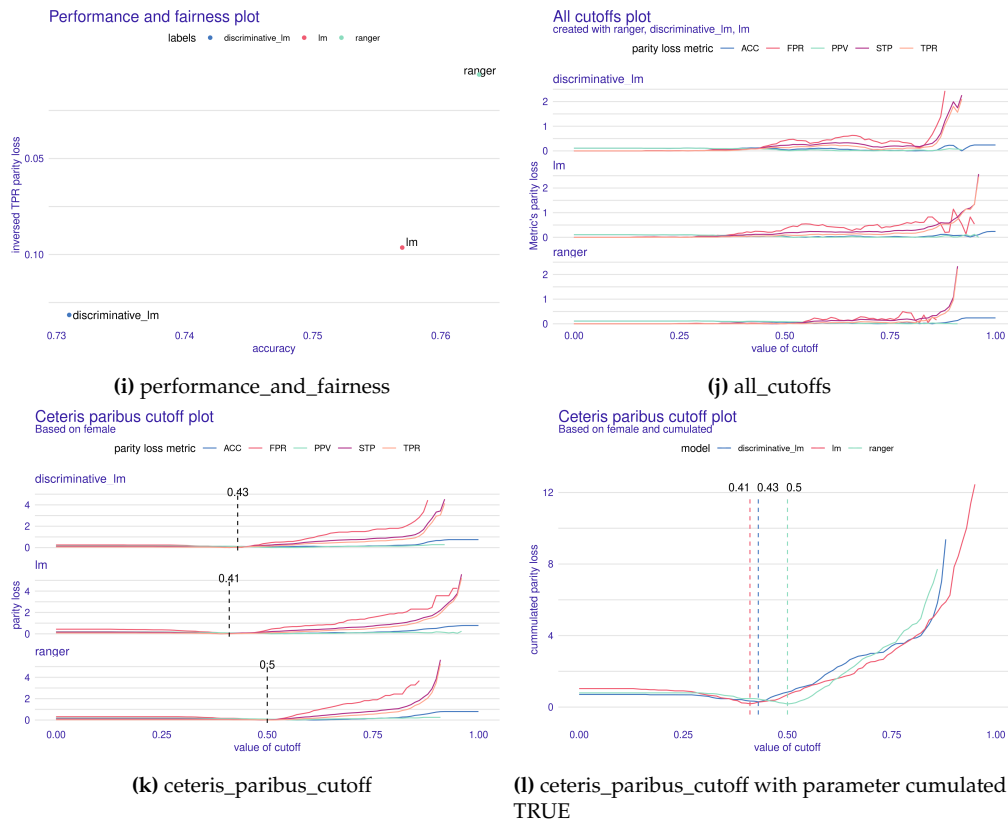 Performance and fairness plot
labels discriminative_lm lm ranger
ranger
0.05
lm
0.10
discriminative_lm
0.73 0.74 0.75 0.76
accuracy
inversed TPR parity loss
(i) performance_and_fairness
All cutoffs plot
created with ranger, discriminative_lm, lm
parity loss metric ACC FPR PPV STP TPR
discriminative_lm
2
1
0
lm
2
1
0
ranger
2
1
0
0.00 0.25 0.50 0.75 1.00
value of cutoff
Metric's parity loss
(j) all_cutoffs
Ceteris paribus cutoff plot
Based on female
parity loss metric ACC FPR PPV STP TPR
discriminative_lm
0.43
4
2
0
lm
0.41
4
2
0
ranger
0.5
4
2
0
0.00 0.25 0.50 0.75 1.00
value of cutoff
parity loss
(k) ceteris_paribus_cutoff
Ceteris paribus cutoff plot
Based on female and cumulated
model discriminative_lm lm ranger
0.41 0.43 0.5
12
8
4
0
0.00 0.25 0.50 0.75 1.00
value of cutoff
cummulated parity loss
(l) ceteris_paribus_cutoff with parameter cumulated
TRUE